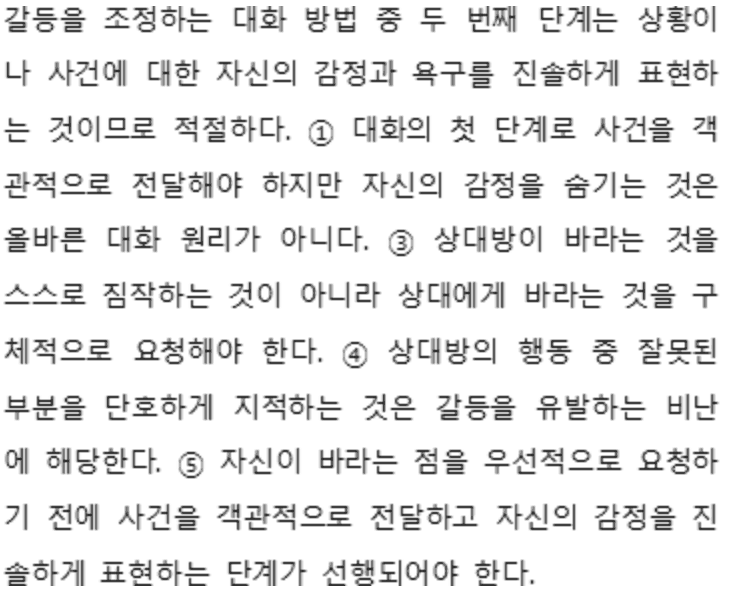 갈등을 조정하는 대화 방법 중 두 번째 단계는 상황이
나 사건에 대한 자신의 감정과 욕구를 진솔하게 표현하
는 것이므로 적절하다. ① 대화의 첫 단계로 사건을 객
관적으로 전달해야 하지만 자신의 감정을 숨기는 것은
올바른 대화 원리가 아니다. ③ 상대방이 바라는 것을
스스로 짐작하는 것이 아니라 상대에게 바라는 것을 구
체적으로 요청해야 한다. ④ 상대방의 행동 중 잘못된
부분을 단호하게 지적하는 것은 갈등을 유발하는 비난
에 해당한다. ⑤ 자신이 바라는 점을 우선적으로 요청하
기 전에 사건을 객관적으로 전달하고 자신의 감정을 진
솔하게 표현하는 단계가 선행되어야 한다.